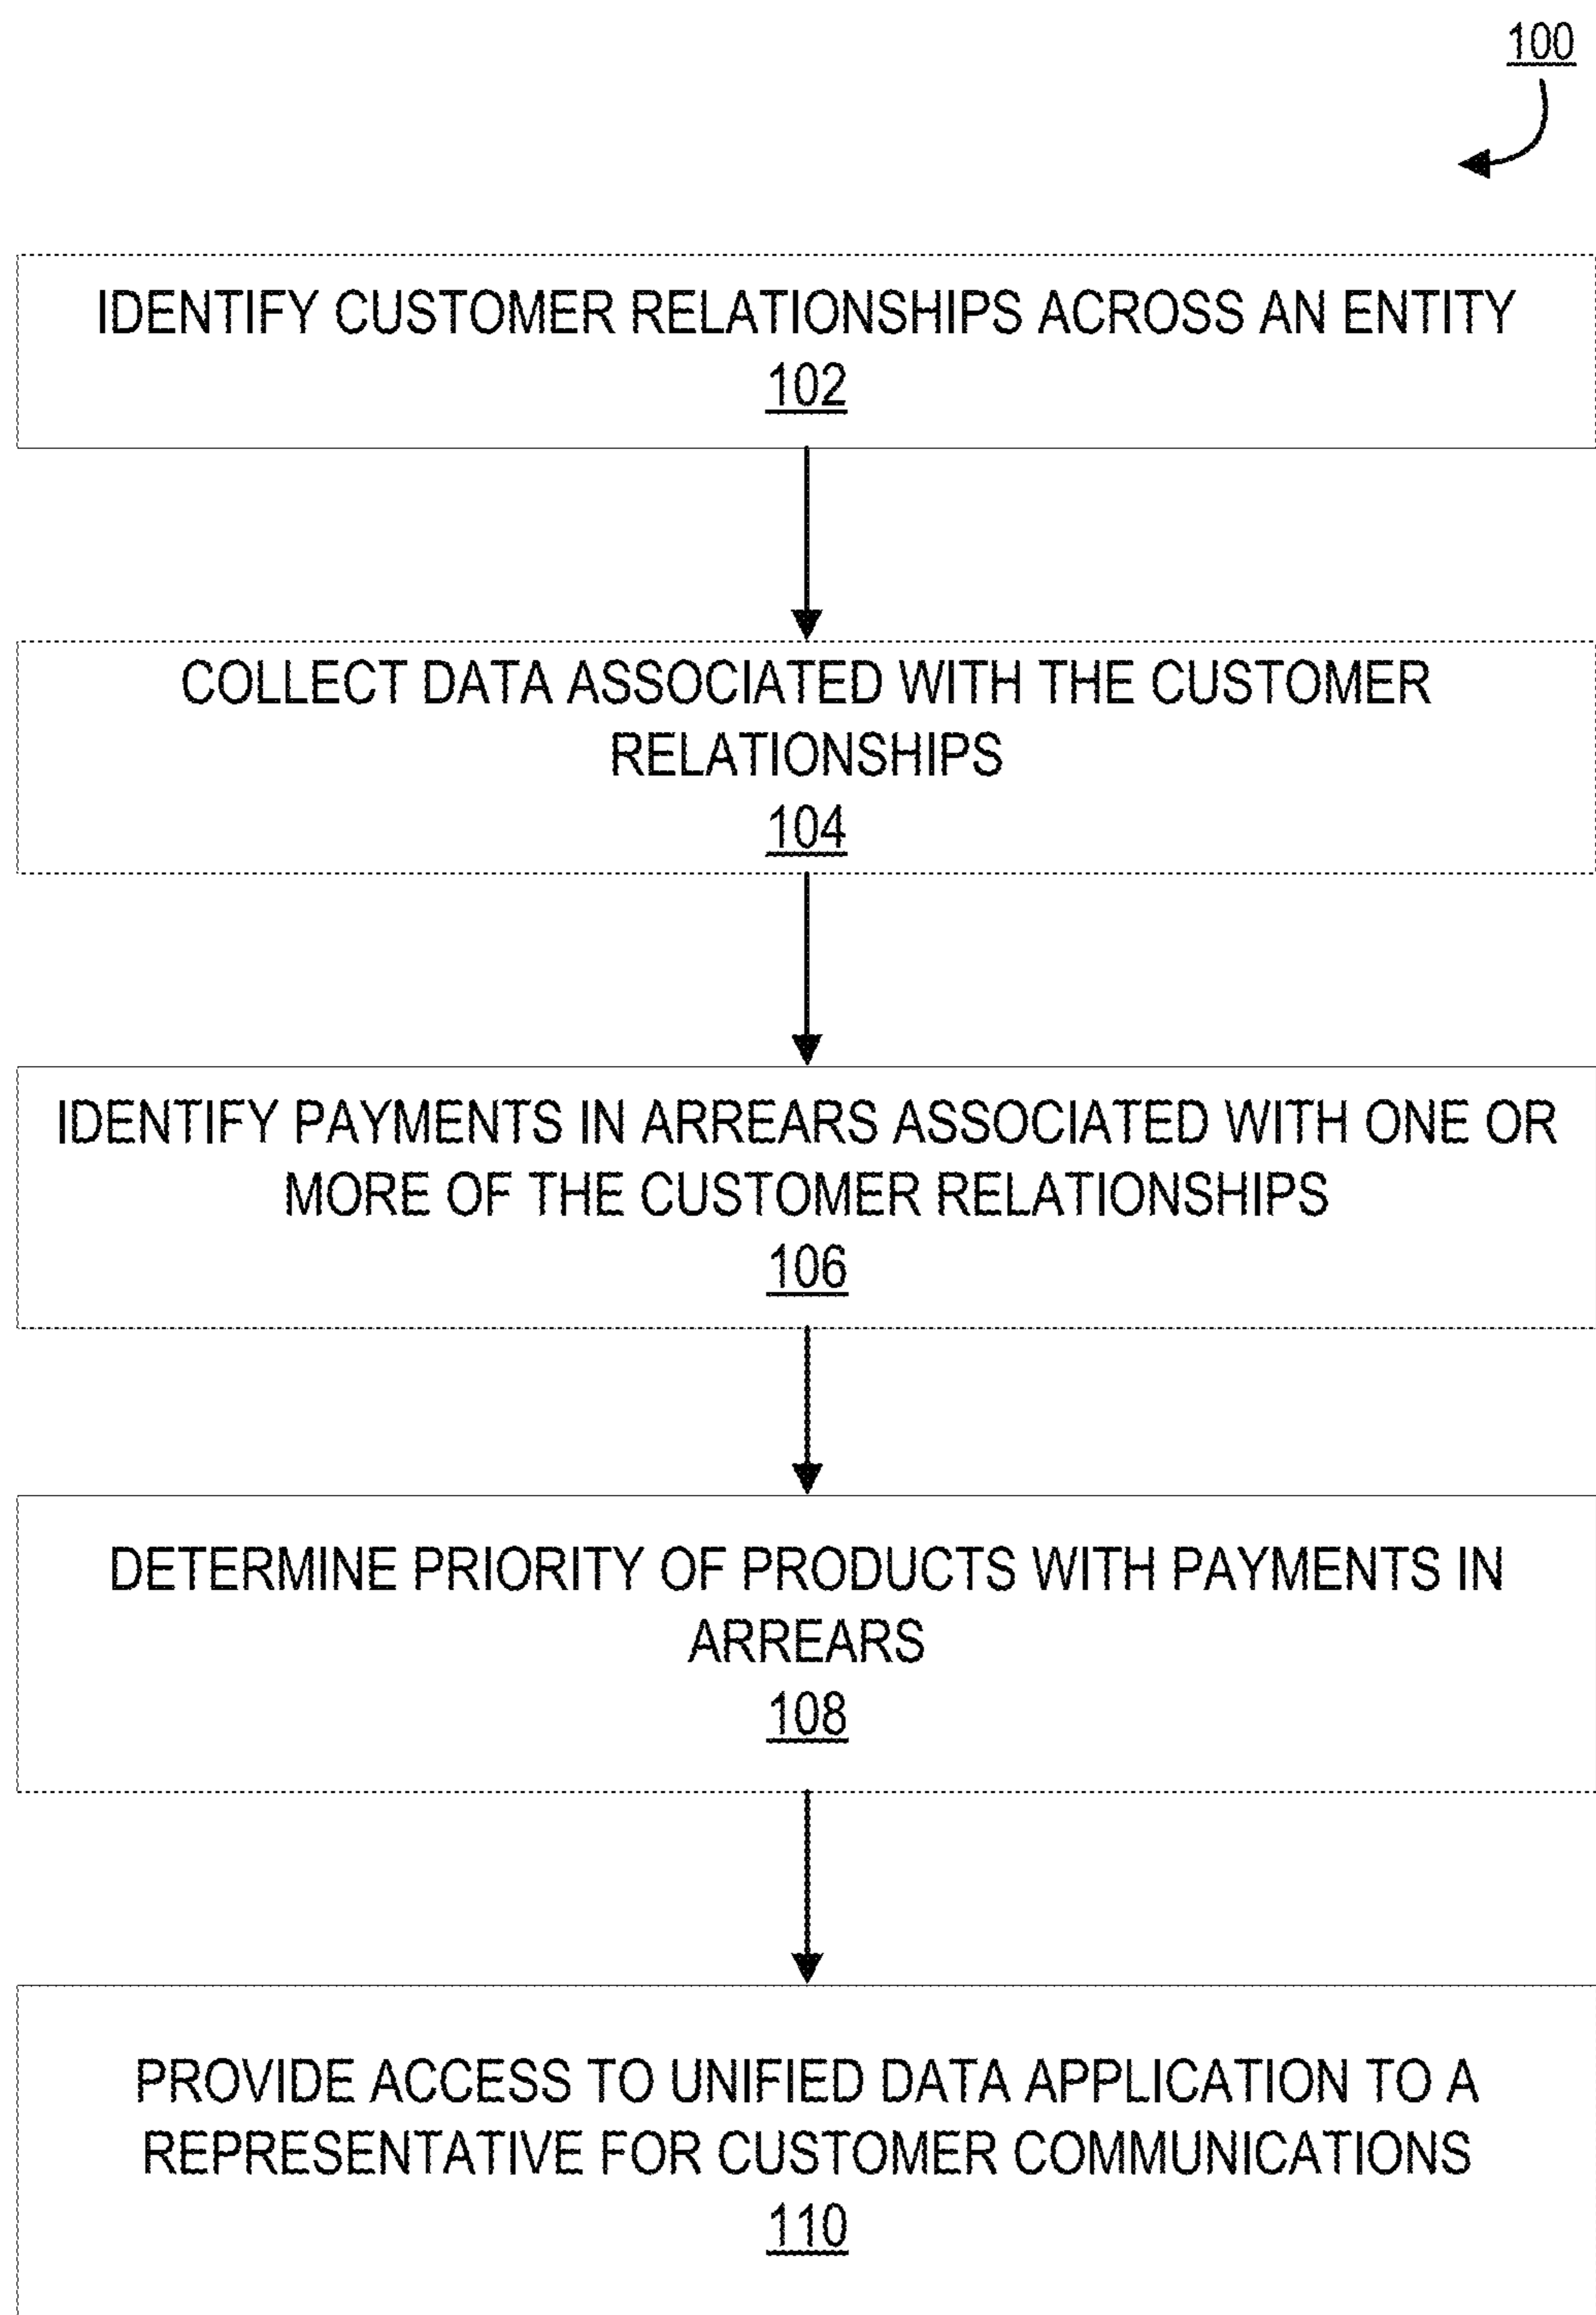 100
IDENTIFY CUSTOMER RELATIONSHIPS ACROSS AN ENTITY
102
COLLECT DATA ASSOCIATED WITH THE CUSTOMER
RELATIONSHIPS
104
IDENTIFY PAYMENTS IN ARREARS ASSOCIATED WITH ONE OR
MORE OF THE CUSTOMER RELATIONSHIPS
106
DETERMINE PRIORITY OF PRODUCTS WITH PAYMENTS IN
ARREARS
108
PROVIDE ACCESS TO UNIFIED DATA APPLICATION TO A
REPRESENTATIVE FOR CUSTOMER COMMUNICATIONS
110